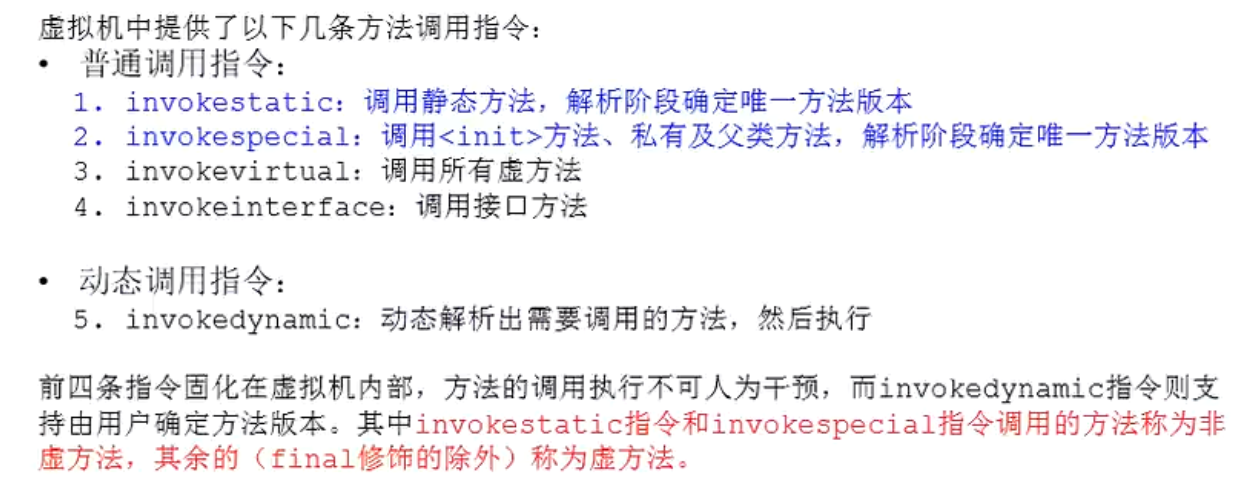 虚拟机中提供了以下几条方法调用指令：
• 普通调用指令：
1. invokestatic：调用静态方法，解析阶段确定唯一方法版本
2. invokespecial：调用<init>方法、私有及父类方法，解析阶段确定唯一方法版本
3. invokevirtual：调用所有虚方法
4. invokeinterface：调用接口方法
• 动态调用指令：
5. invokedynamic：动态解析出需要调用的方法，然后执行
前四条指令固化在虚拟机内部，方法的调用执行不可人为干预，而invokedynamic指令则支
持由用户确定方法版本。其中invokestatic指令和invokespecial指令调用的方法称为非
虚方法，其余的（final修饰的除外）称为虚方法。